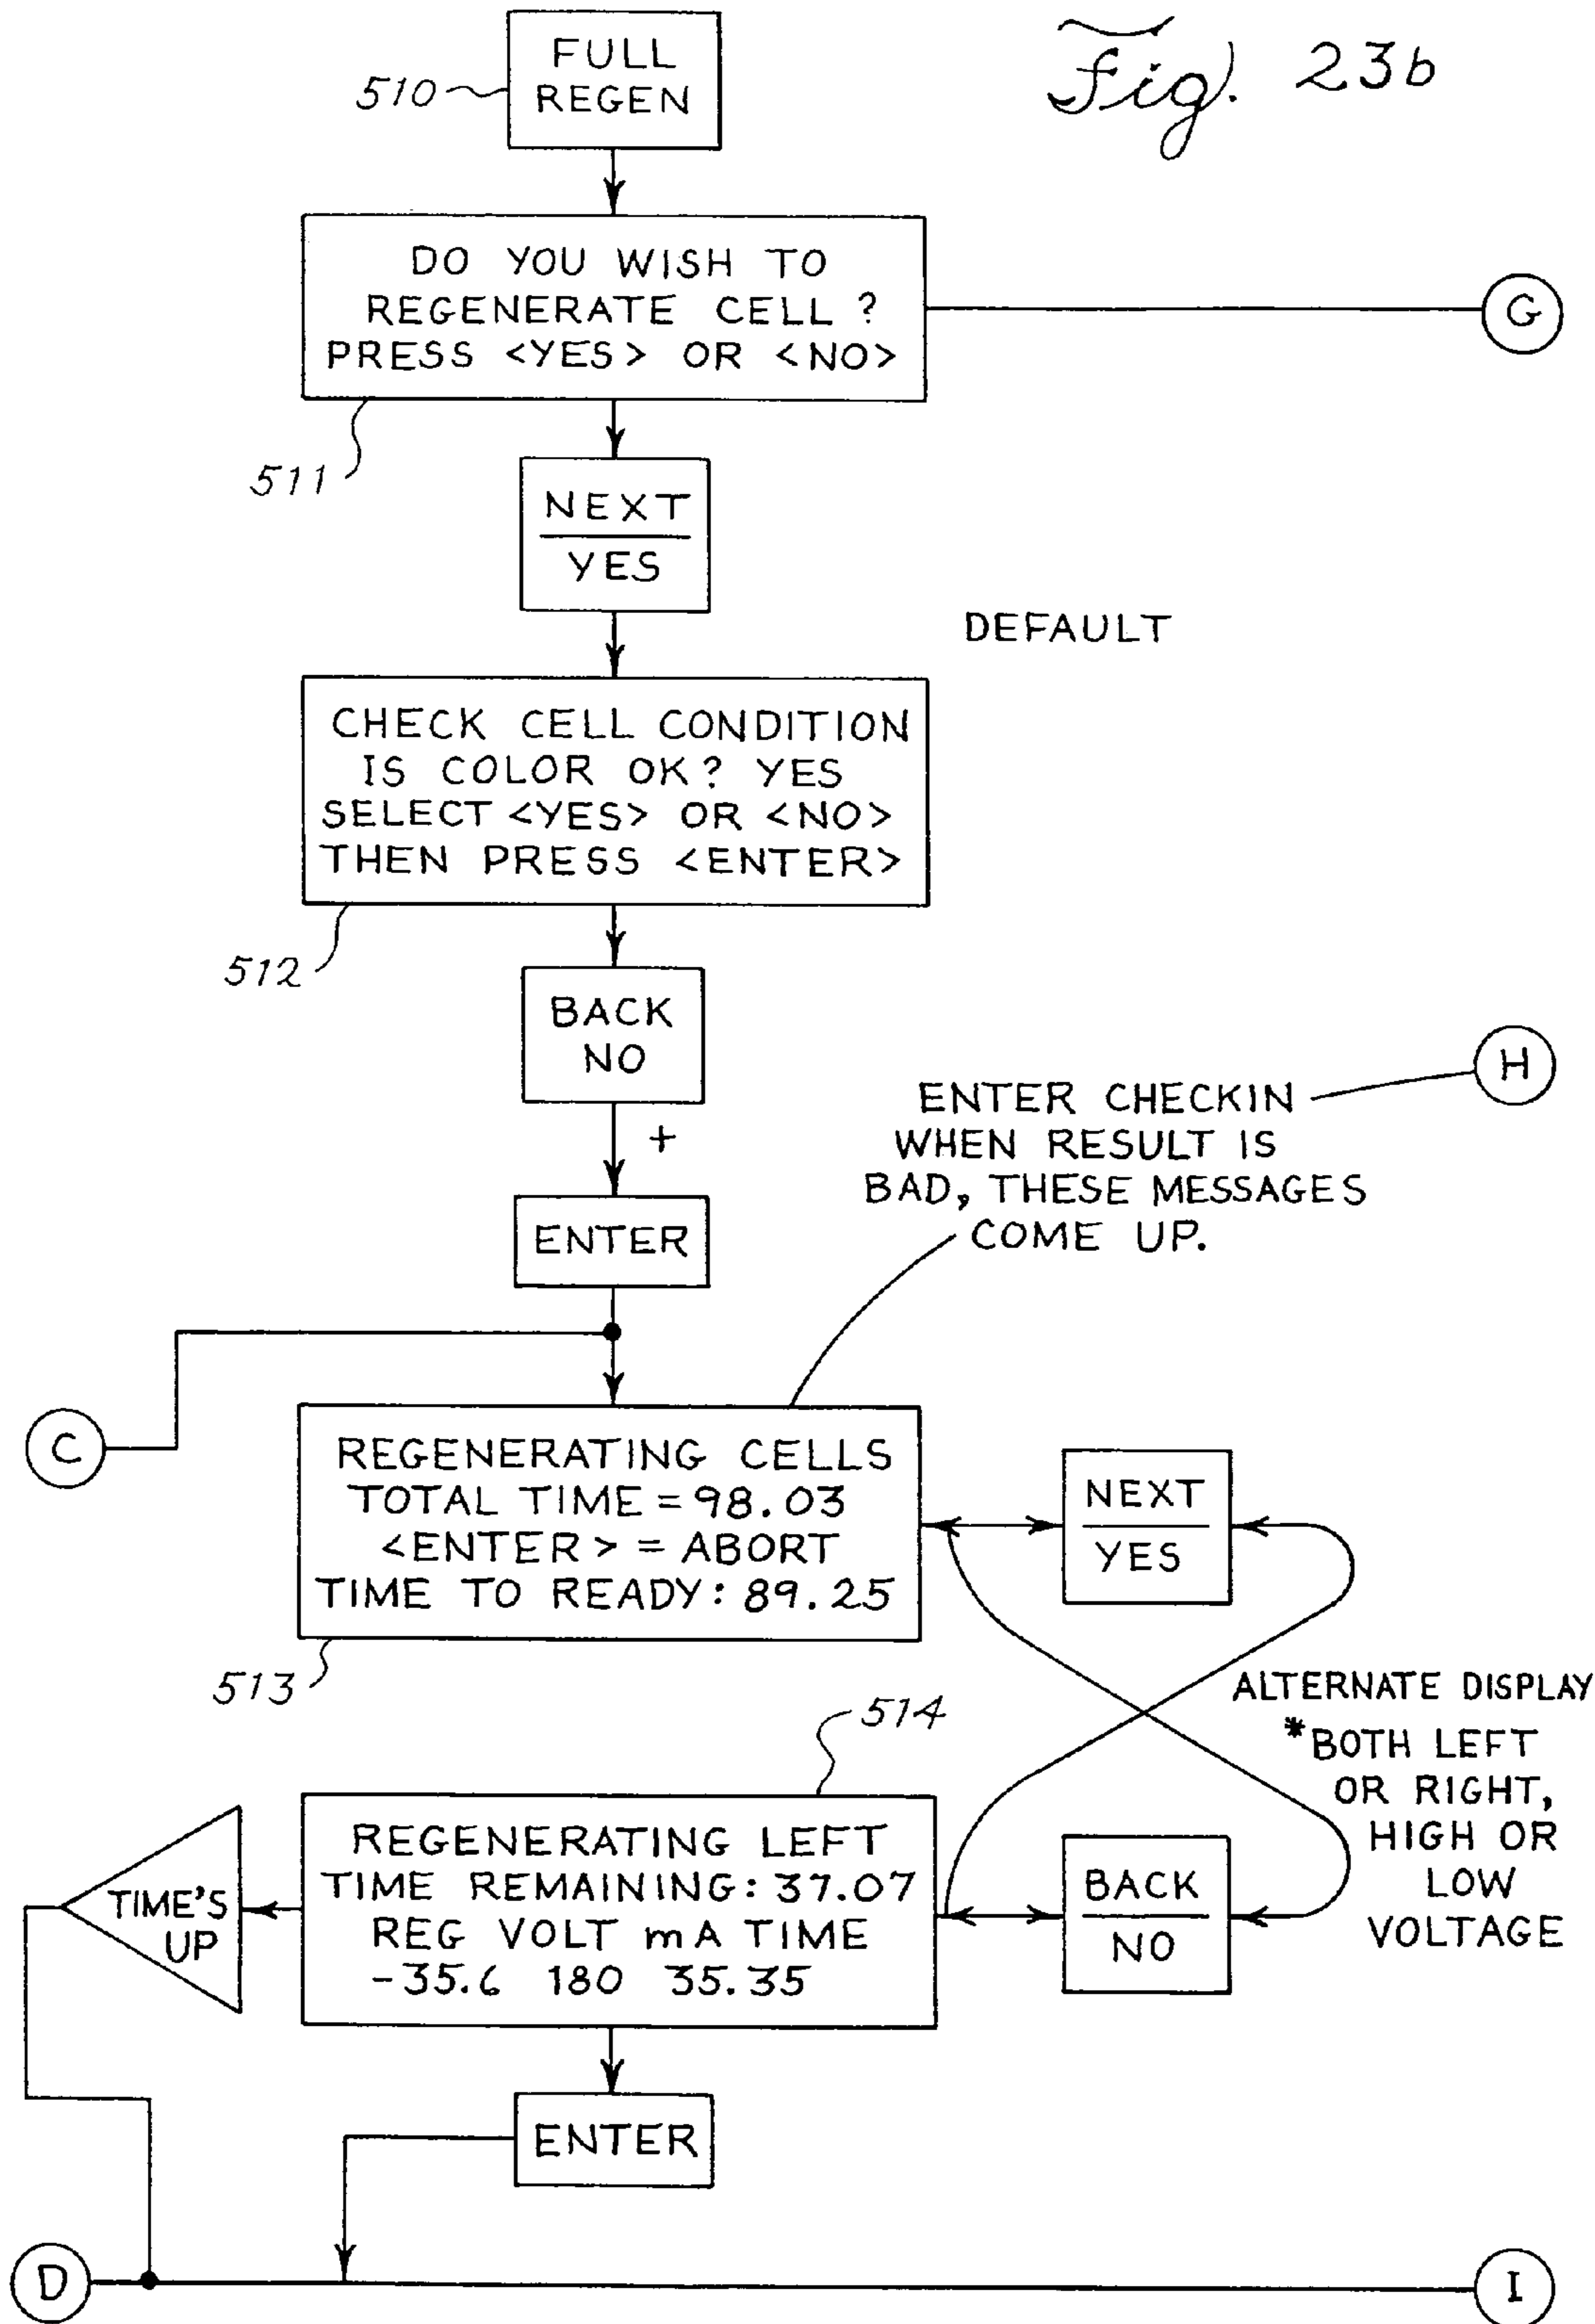 Fig. 23b
FULL
REGEN
510
DO YOU WISH TO
REGENERATE CELL ?
PRESS <YES> OR <NO>
G
511
NEXT
YES
DEFAULT
CHECK CELL CONDITION
IS COLOR OK? YES
SELECT <YES> OR <NO>
THEN PRESS <ENTER>
512
BACK
NO
+
ENTER
H
ENTER CHECKIN
WHEN RESULT IS
BAD, THESE MESSAGES
COME UP.
C
REGENERATING CELLS
TOTAL TIME = 98.03
<ENTER> = ABORT
TIME TO READY: 89.25
513
NEXT
YES
ALTERNATE DISPLAY
*BOTH LEFT
OR RIGHT,
HIGH OR
LOW
VOLTAGE
514
REGENERATING LEFT
TIME REMAINING: 37.07
REG VOLT mA TIME
-35.6 180 35.35
TIME'S
UP
BACK
NO
ENTER
D
I